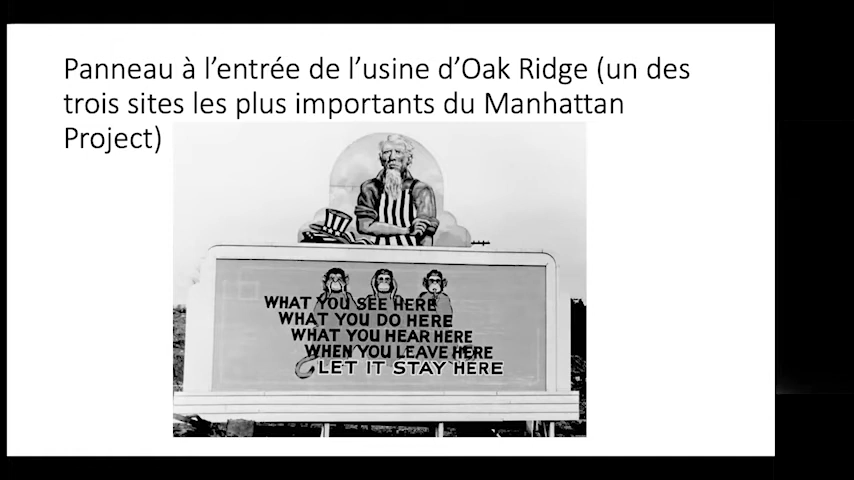 Panneau à l’entrée de l’usine d’Oak Ridge (un des
trois sites les plus importants du Manhattan
Project)
WHAT YOU SEE HERE
WHAT YOU DO HERE
WHAT YOU HEAR HERE
WHEN YOU LEAVE HERE
LET IT STAY HERE